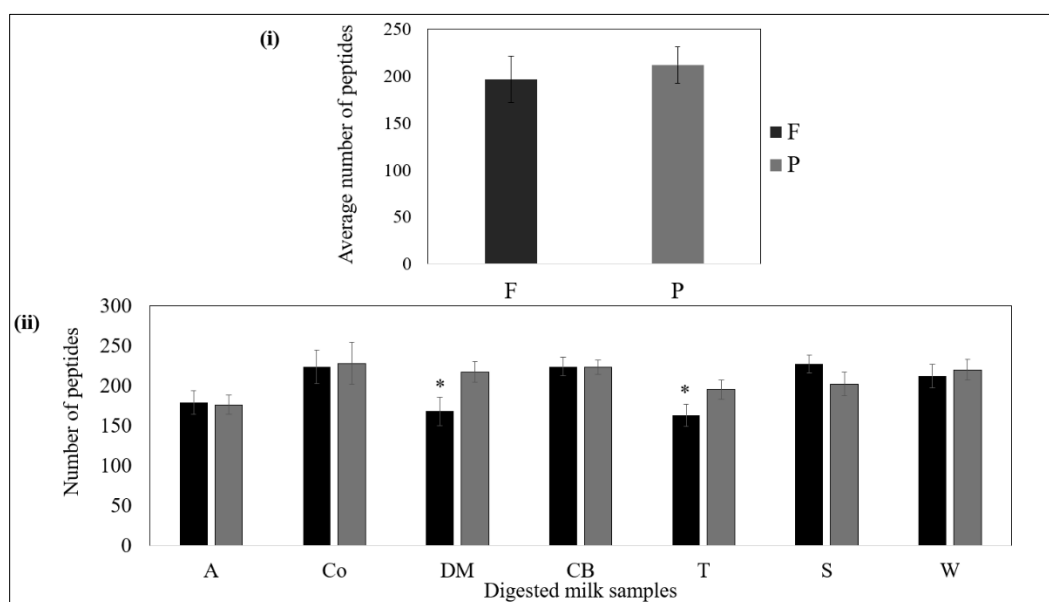 (i)
Average number of peptides
250
200
150
100
50
0
F
P
F P
(ii)
Number of peptides
300
250
200
150
100
50
0
* *
A Co DM CB T S W
Digested milk samples